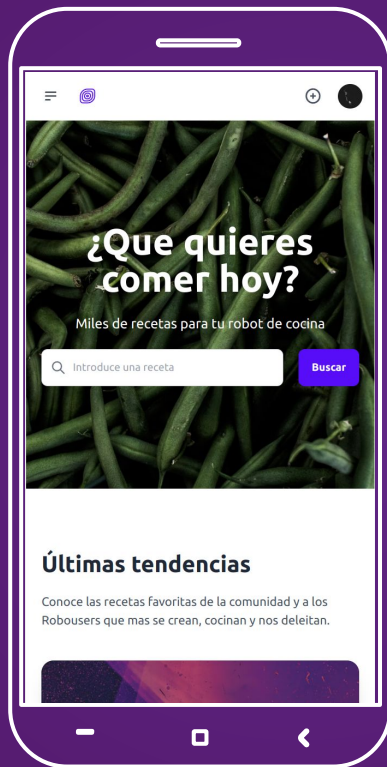 ¿Que quieres
comer hoy?
Miles de recetas para tu robot de cocina
Introduce una receta
Buscar
Últimas tendencias
Conoce las recetas favoritas de la comunidad y a los
Robousers que mas se crean, cocinan y nos deleitan.